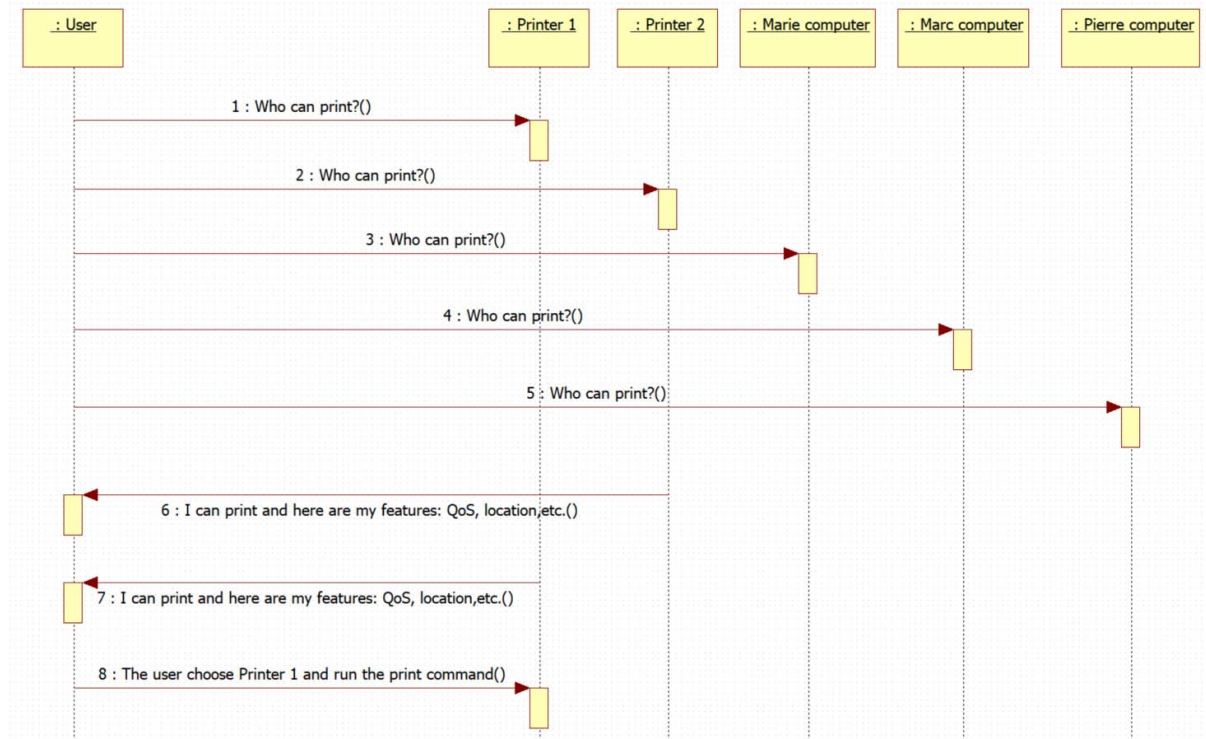 : User
: Printer 1
: Printer 2
: Marie computer
: Marc computer
: Pierre computer
1 : Who can print?()
2 : Who can print?()
3 : Who can print?()
4 : Who can print?()
5 : Who can print?()
6 : I can print and here are my features: QoS, location,etc.()
7 : I can print and here are my features: QoS, location,etc.()
8 : The user choose Printer 1 and run the print command()